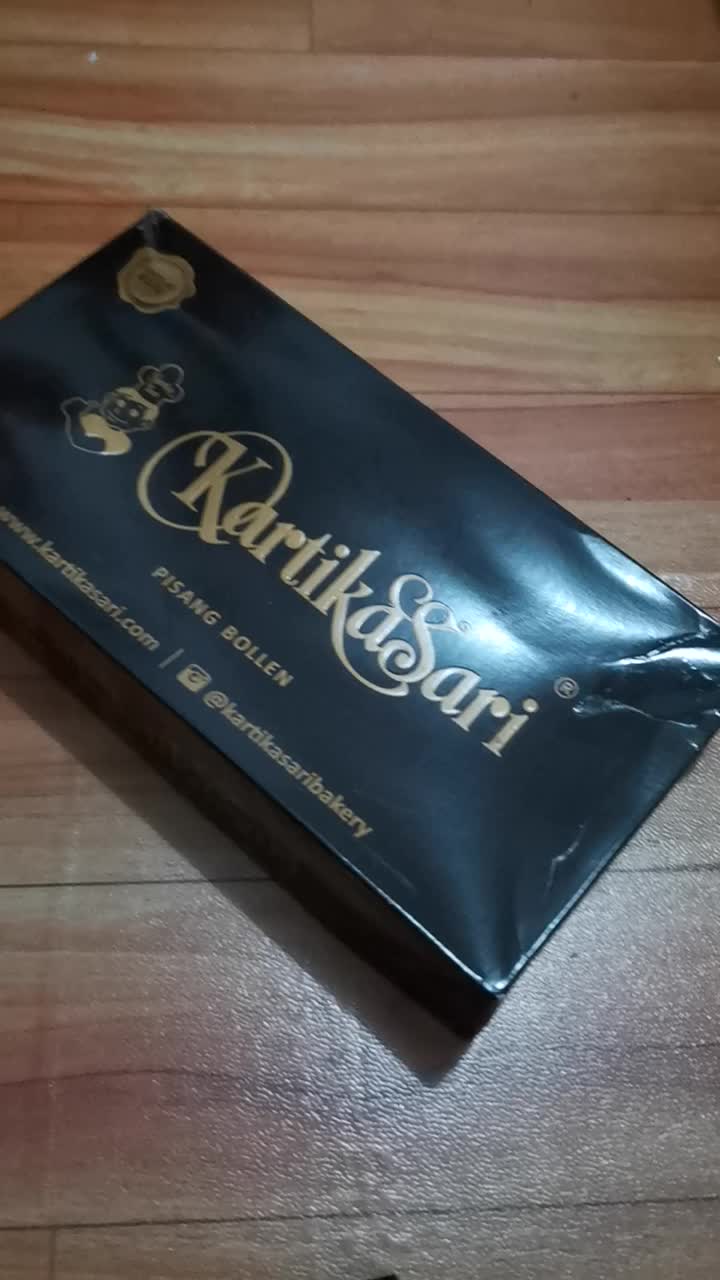 KartikaSari®
PISANG BOLLEN
www.kartikasari.com | @kartikasaribakery